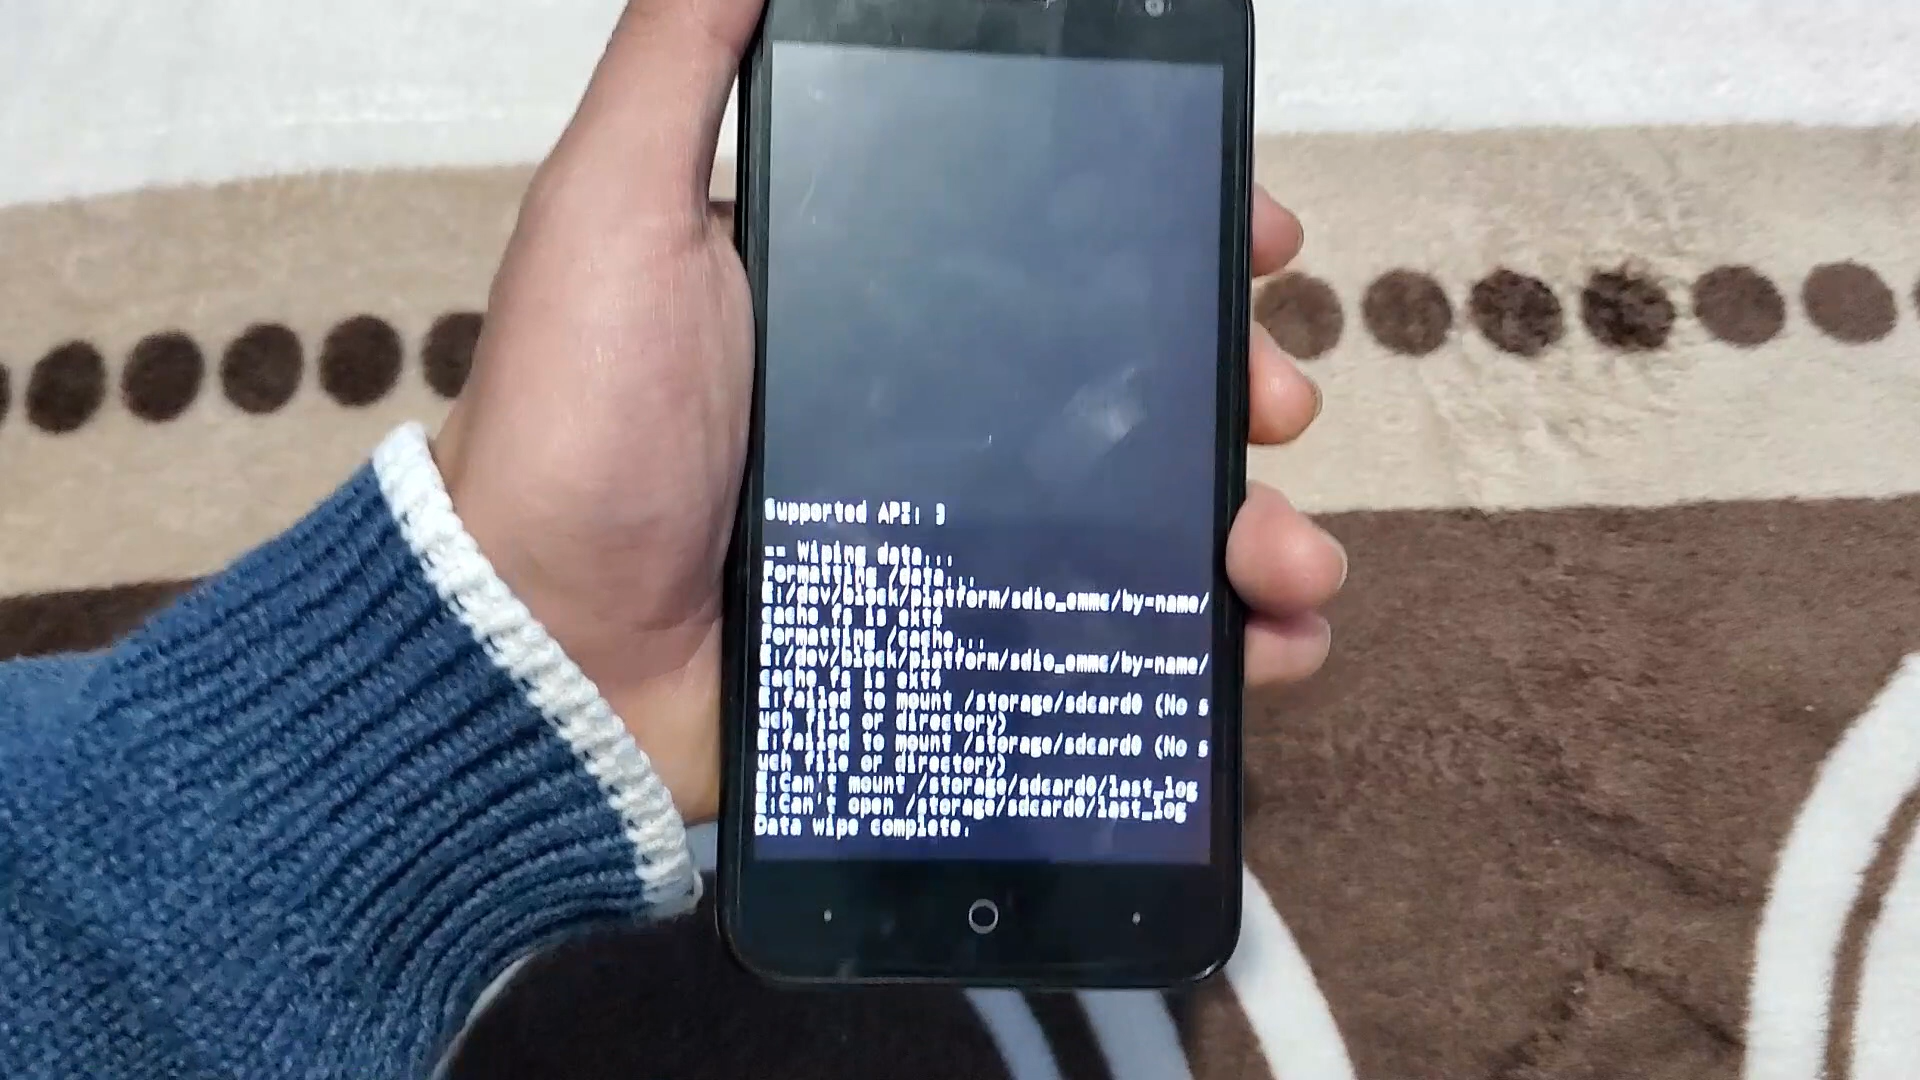 Supported API: 3
-- Wiping data...
Formatting /data...
E:/dev/block/platform/sdio_emmc/by-name/
cache fs is ext4
Formatting /cache...
E:/dev/block/platform/sdio_emmc/by-name/
cache fs is ext4
E:failed to mount /storage/sdcard0 (No s
uch file or directory)
E:failed to mount /storage/sdcard0 (No s
uch file or directory)
E:Can't mount /storage/sdcard0/last_log
E:Can't open /storage/sdcard0/last_log
Data wipe complete.